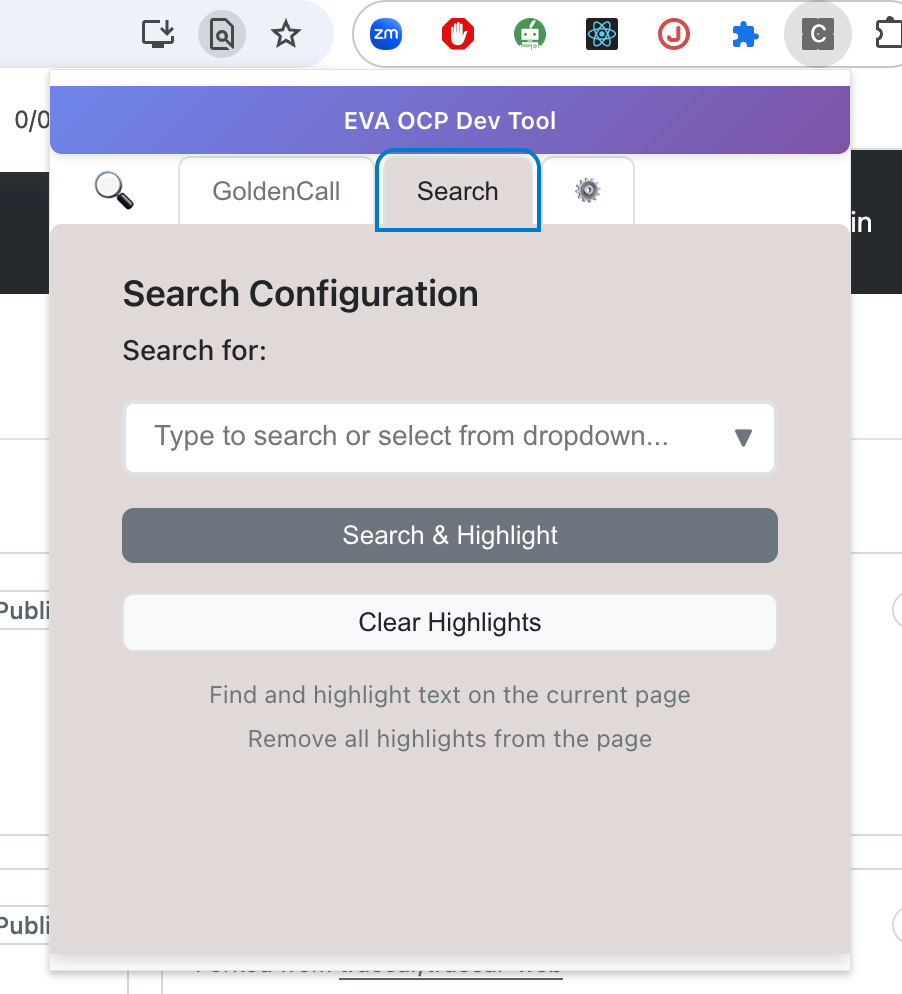 zm
J
C
0/0
EVA OCP Dev Tool
GoldenCall
Search
in
Search Configuration
Search for:
Type to search or select from dropdown...
Search & Highlight
Clear Highlights
Publi
Find and highlight text on the current page
Remove all highlights from the page
Publi